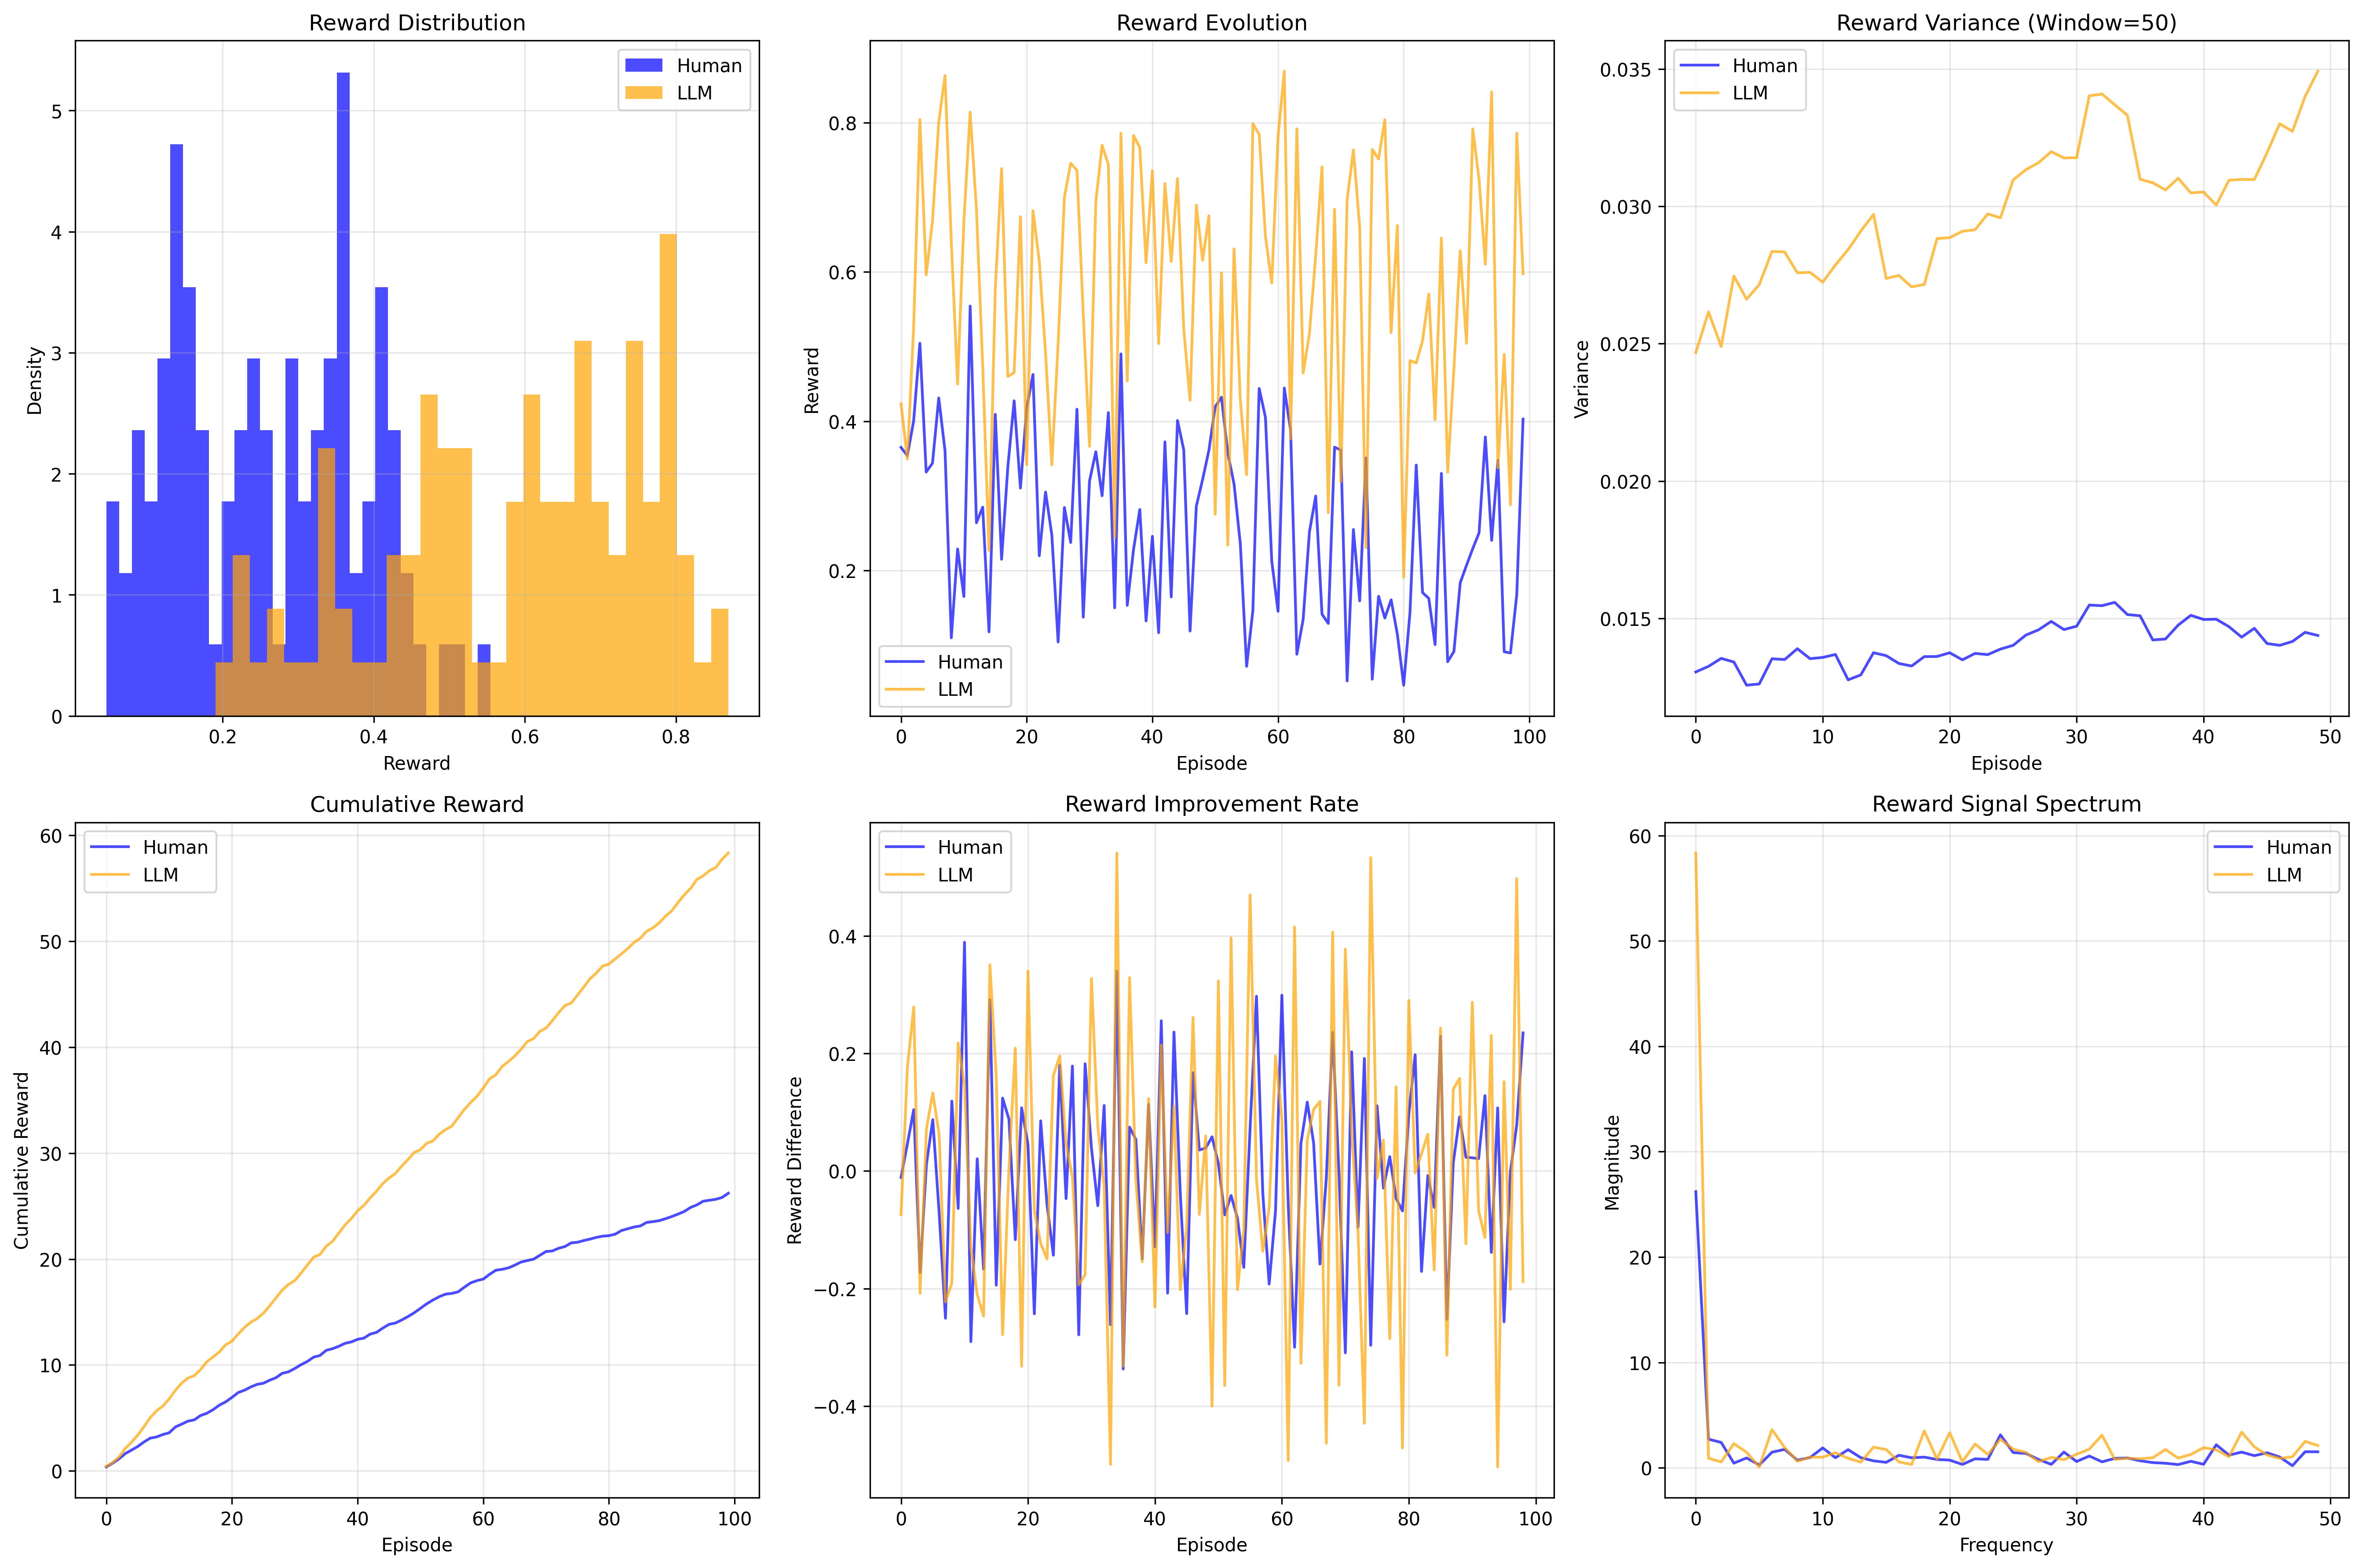 Reward Distribution
Human
LLM
5
4
3
2
1
0
Density
0.2 0.4 0.6 0.8
Reward
Reward Evolution
0.8
0.6
0.4
0.2
Reward
Human
LLM
0 20 40 60 80 100
Episode
Reward Variance (Window=50)
Human
LLM
0.035
0.030
0.025
0.020
0.015
Variance
0 10 20 30 40 50
Episode
Cumulative Reward
Human
LLM
60
50
40
30
20
10
0
Cumulative Reward
0 20 40 60 80 100
Episode
Reward Improvement Rate
Human
LLM
0.4
0.2
0.0
−0.2
−0.4
Reward Difference
0 20 40 60 80 100
Episode
Reward Signal Spectrum
Human
LLM
60
50
40
30
20
10
0
Magnitude
0 10 20 30 40 50
Frequency